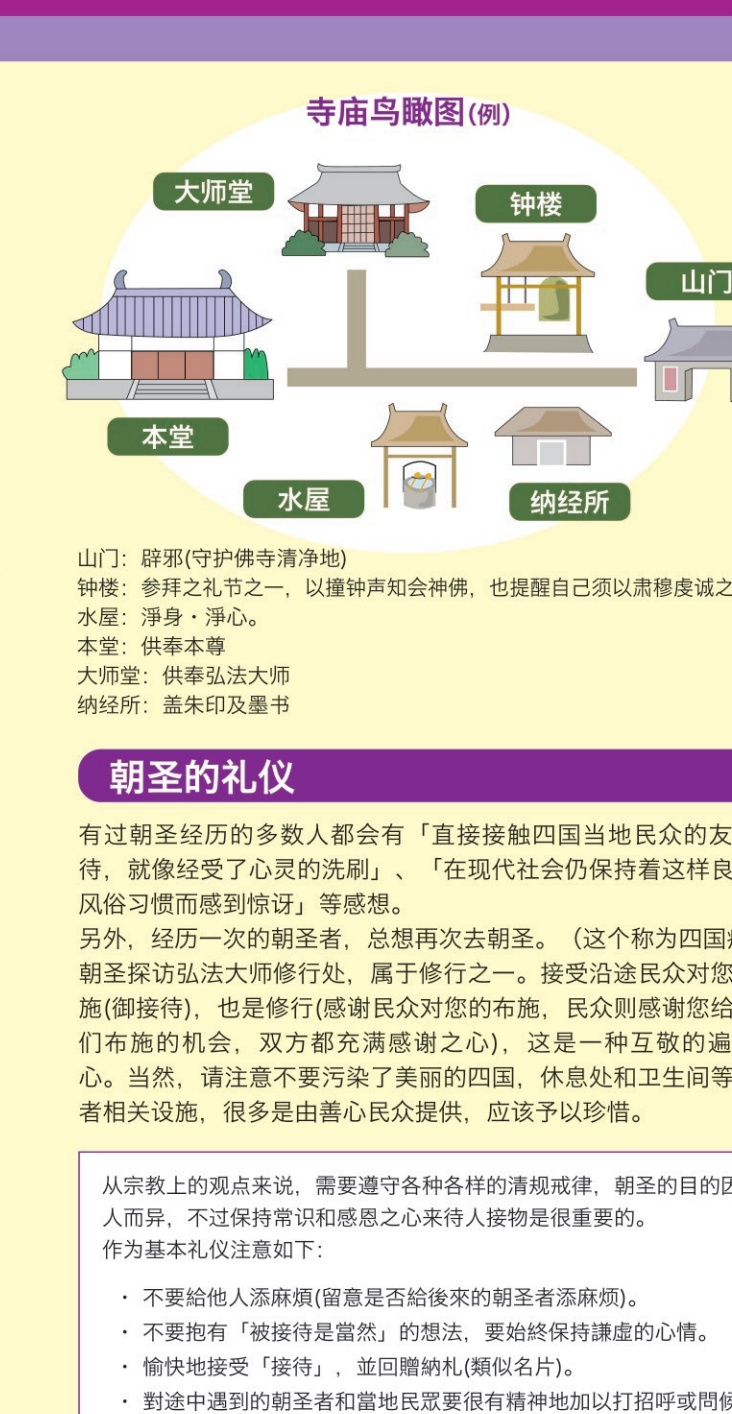 寺庙鸟瞰图(例)
大师堂
钟楼
山门
本堂
水屋
纳经所
山门：辟邪(守护佛寺清净地)
钟楼：参拜之礼节之一，以撞钟声知会神佛，也提醒自己须以肃穆虔诚之
水屋：淨身・淨心。
本堂：供奉本尊
大师堂：供奉弘法大师
纳经所：盖朱印及墨书
朝圣的礼仪
有过朝圣经历的多数人都会有「直接接触四国当地民众的友
待，就像经受了心灵的洗刷」、「在现代社会仍保持着这样良
风俗习惯而感到惊讶」等感想。
另外，经历一次的朝圣者，总想再次去朝圣。（这个称为四国
朝圣探访弘法大师修行处，属于修行之一。接受沿途民众对您
施(御接待)，也是修行(感谢民众对您的布施，民众则感谢您给
们布施的机会，双方都充满感谢之心)，这是一种互敬的遍
心。当然，请注意不要污染了美丽的四国，休息处和卫生间等
者相关设施，很多是由善心民众提供，应该予以珍惜。
从宗教上的观点来说，需要遵守各种各样的清规戒律，朝圣的目的因
人而异，不过保持常识和感恩之心来待人接物是很重要的。
作为基本礼仪注意如下：
・ 不要給他人添麻煩(留意是否給後來的朝圣者添麻烦)。
・ 不要抱有「被接待是當然」的想法，要始終保持謙虛的心情。
・ 愉快地接受「接待」，並回贈納札(類似名片)。
・ 對途中遇到的朝圣者和當地民眾要很有精神地加以打招呼或問候